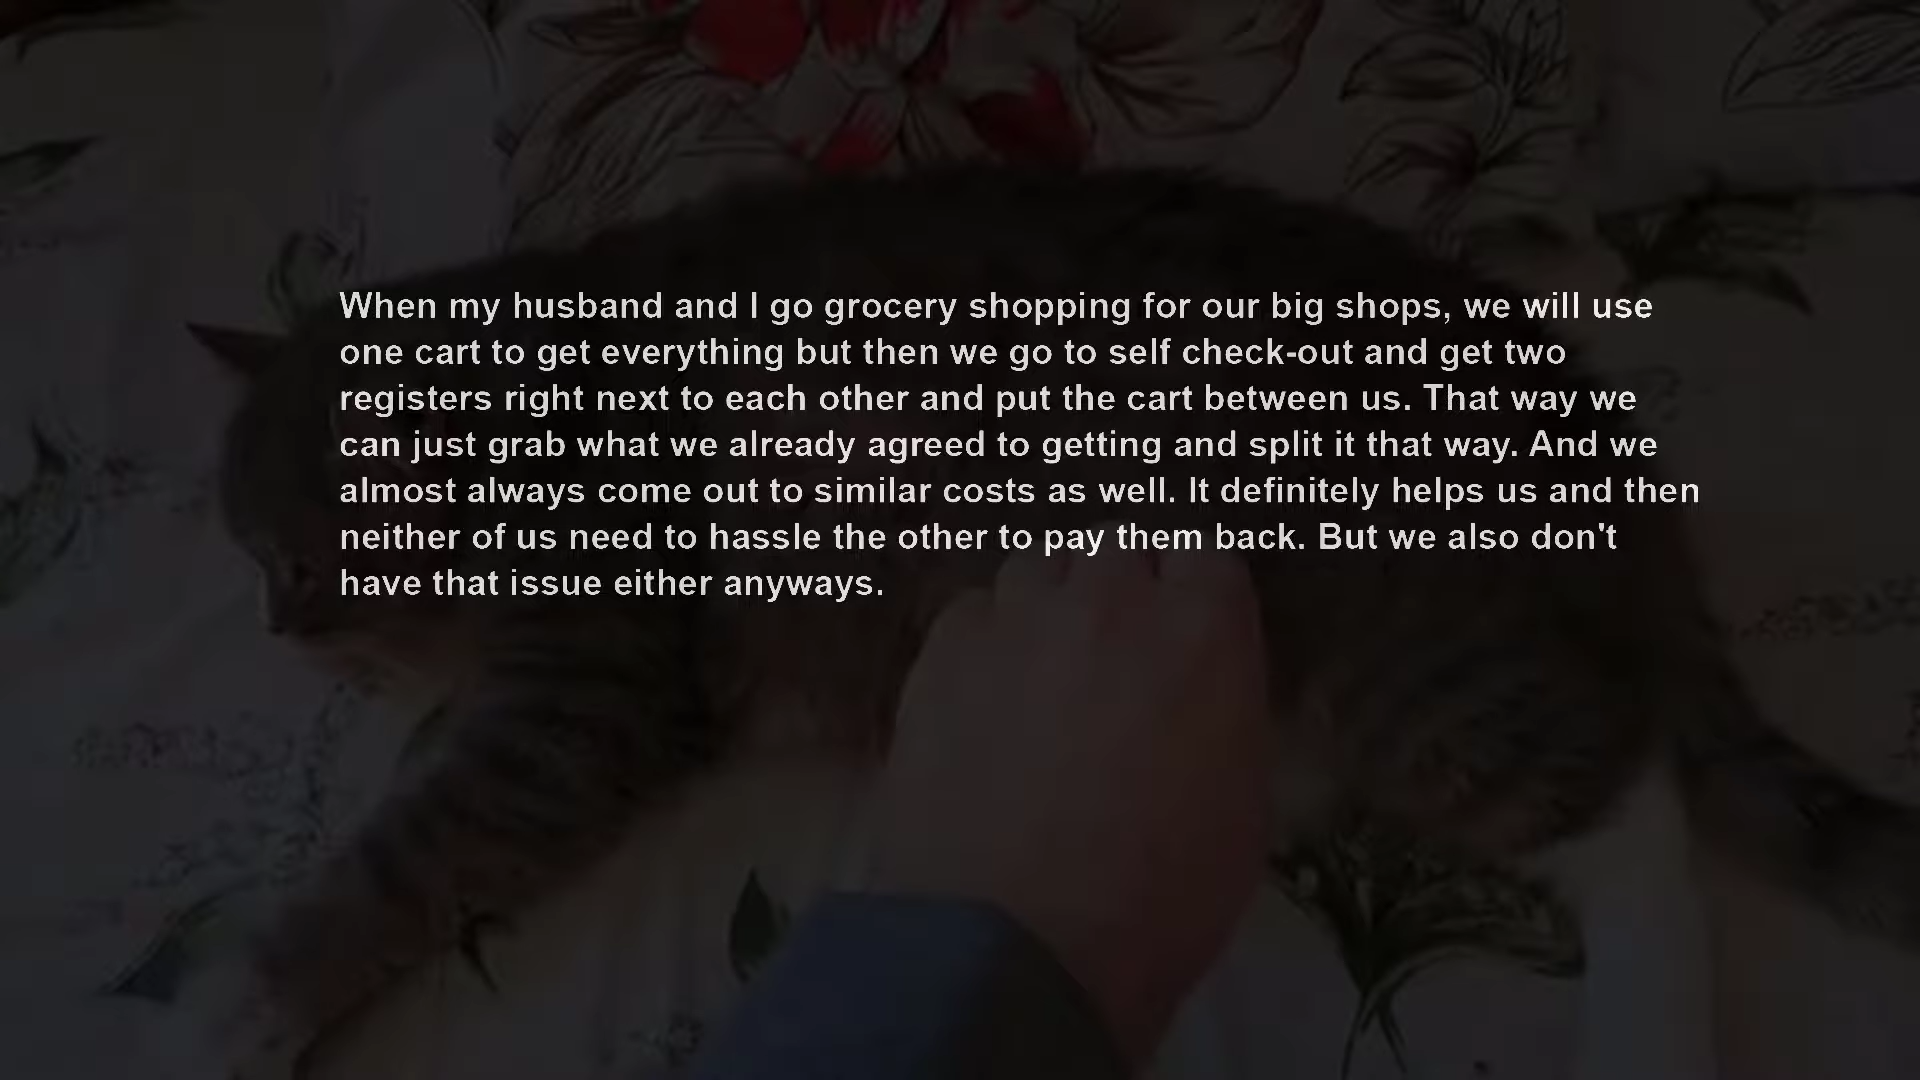 When my husband and I go grocery shopping for our big shops, we will use
one cart to get everything but then we go to self check-out and get two
registers right next to each other and put the cart between us. That way we
can just grab what we already agreed to getting and split it that way. And we
almost always come out to similar costs as well. It definitely helps us and then
neither of us need to hassle the other to pay them back. But we also don't
have that issue either anyways.